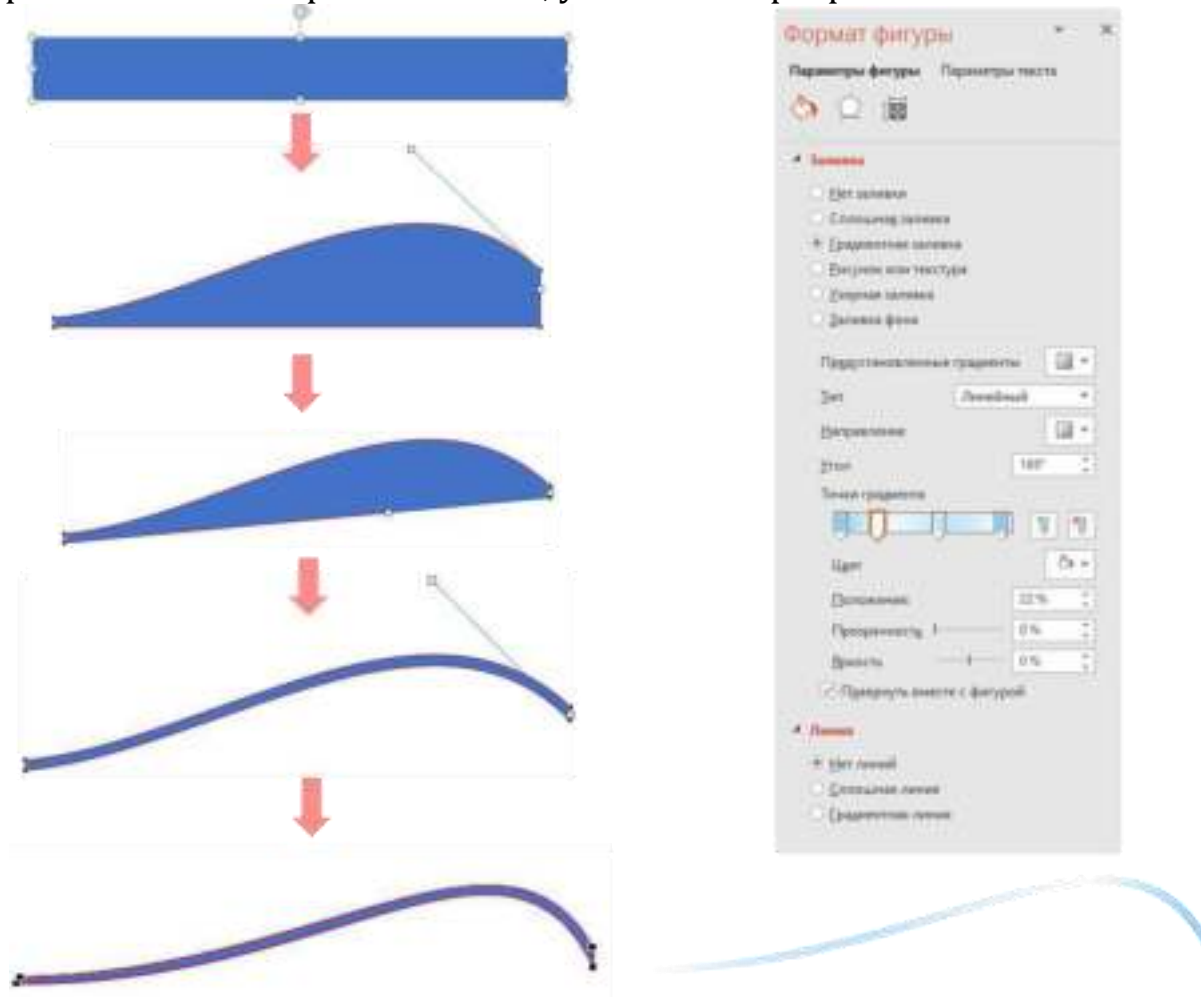 Формат фигуры
Параметры фигуры Параметры текста
Заливка
Нет заливки
Сплошная заливка
Градиентная заливка
Рисунок или текстура
Узорная заливка
Заливка фона
Предустановленные градиенты
Тип Линейный
Направление
Угол 180°
Точки градиента
Цвет
Положение 22 %
Прозрачность 0 %
Яркость 0 %
Повернуть вместе с фигурой
Линия
Нет линий
Сплошная линия
Градиентная линия